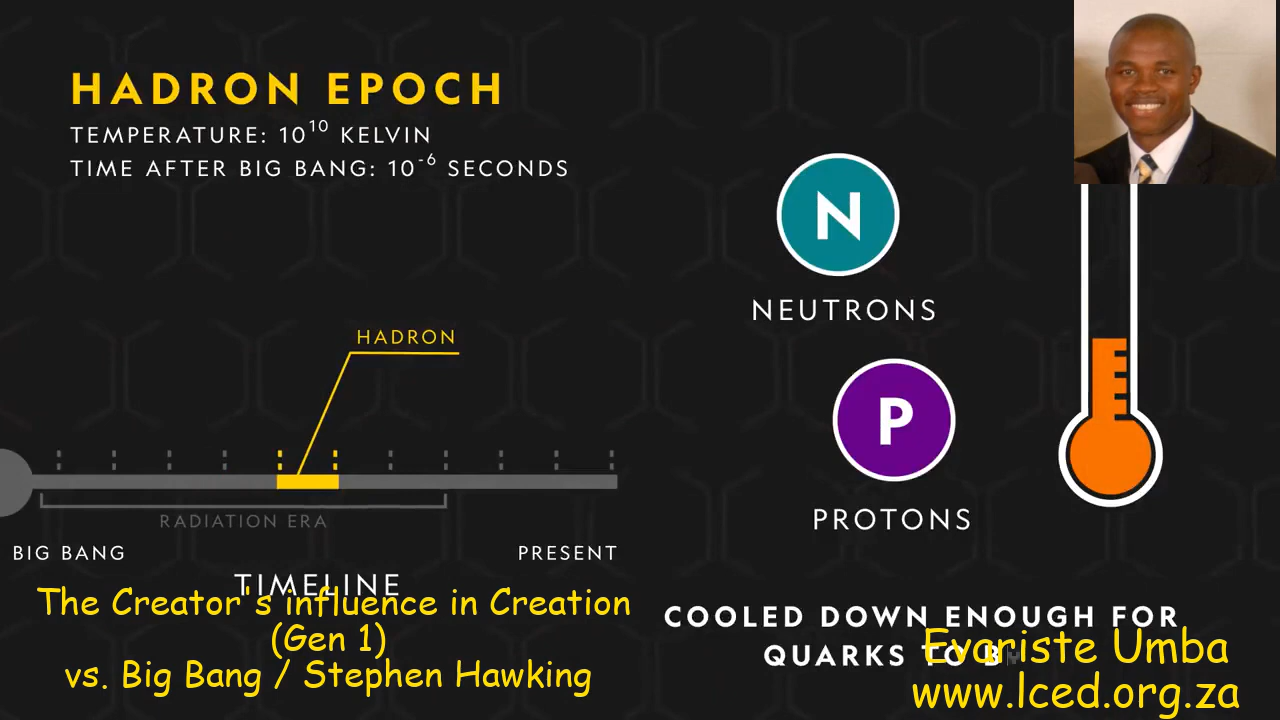 HADRON EPOCH
TEMPERATURE: 10¹⁰ KELVIN
TIME AFTER BIG BANG: 10⁻⁶ SECONDS
N
NEUTRONS
HADRON
P
PROTONS
RADIATION ERA
BIG BANG
PRESENT
TIMELINE
The Creator's influence in Creation
(Gen 1)
vs. Big Bang / Stephen Hawking
COOLED DOWN ENOUGH FOR
QUARKS TO
Evariste Umba
www.lced.org.za